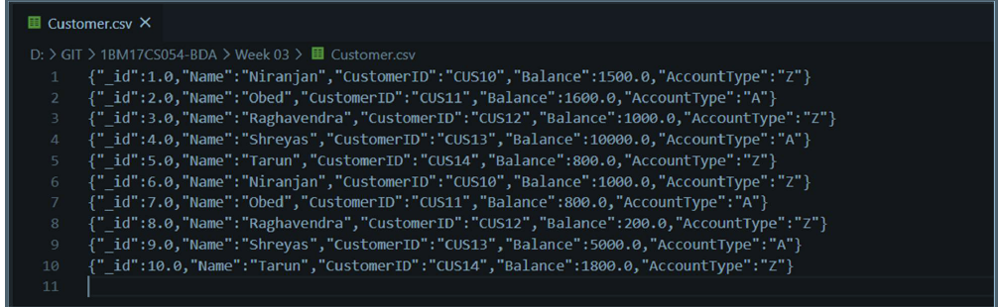 Customer.csv ×
D: > GIT > 1BM17CS054-BDA > Week 03 > Customer.csv
1 {"_id":1.0,"Name":"Niranjan","CustomerID":"CUS10","Balance":1500.0,"AccountType":"Z"}
2 {"_id":2.0,"Name":"Obed","CustomerID":"CUS11","Balance":1600.0,"AccountType":"A"}
3 {"_id":3.0,"Name":"Raghavendra","CustomerID":"CUS12","Balance":1000.0,"AccountType":"Z"}
4 {"_id":4.0,"Name":"Shreyas","CustomerID":"CUS13","Balance":10000.0,"AccountType":"A"}
5 {"_id":5.0,"Name":"Tarun","CustomerID":"CUS14","Balance":800.0,"AccountType":"Z"}
6 {"_id":6.0,"Name":"Niranjan","CustomerID":"CUS10","Balance":1000.0,"AccountType":"Z"}
7 {"_id":7.0,"Name":"Obed","CustomerID":"CUS11","Balance":800.0,"AccountType":"A"}
8 {"_id":8.0,"Name":"Raghavendra","CustomerID":"CUS12","Balance":200.0,"AccountType":"Z"}
9 {"_id":9.0,"Name":"Shreyas","CustomerID":"CUS13","Balance":5000.0,"AccountType":"A"}
10 {"_id":10.0,"Name":"Tarun","CustomerID":"CUS14","Balance":1800.0,"AccountType":"Z"}
11